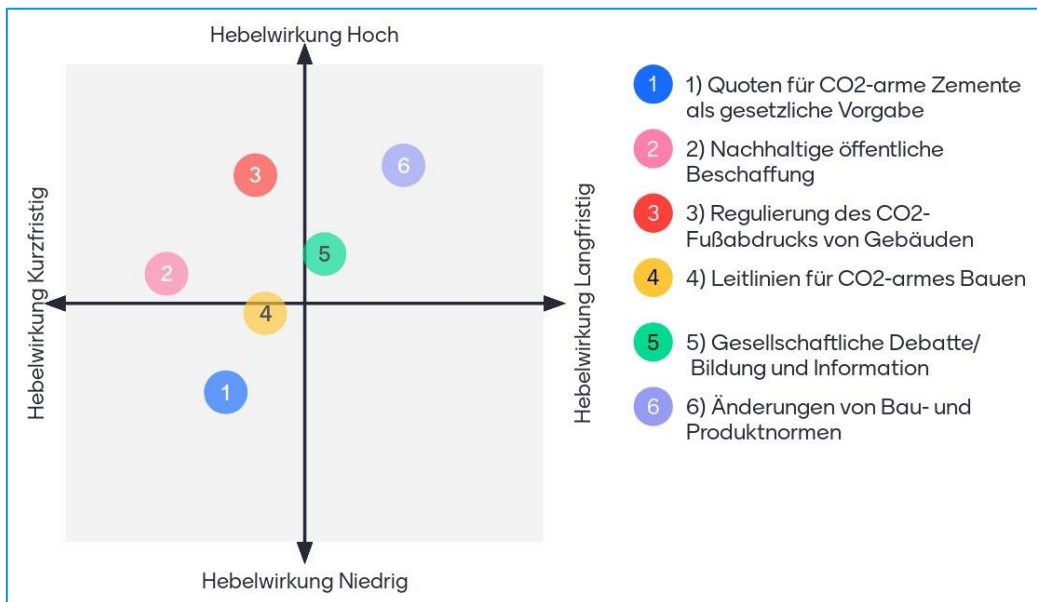 Hebelwirkung Hoch
Hebelwirkung Kurzfristig
Hebelwirkung Langfristig
Hebelwirkung Niedrig
3
6
5
2
4
1
1
1) Quoten für CO2-arme Zemente
als gesetzliche Vorgabe
2
2) Nachhaltige öffentliche
Beschaffung
3
3) Regulierung des CO2-
Fußabdrucks von Gebäuden
4
4) Leitlinien für CO2-armes Bauen
5
5) Gesellschaftliche Debatte/
Bildung und Information
6
6) Änderungen von Bau- und
Produktnormen